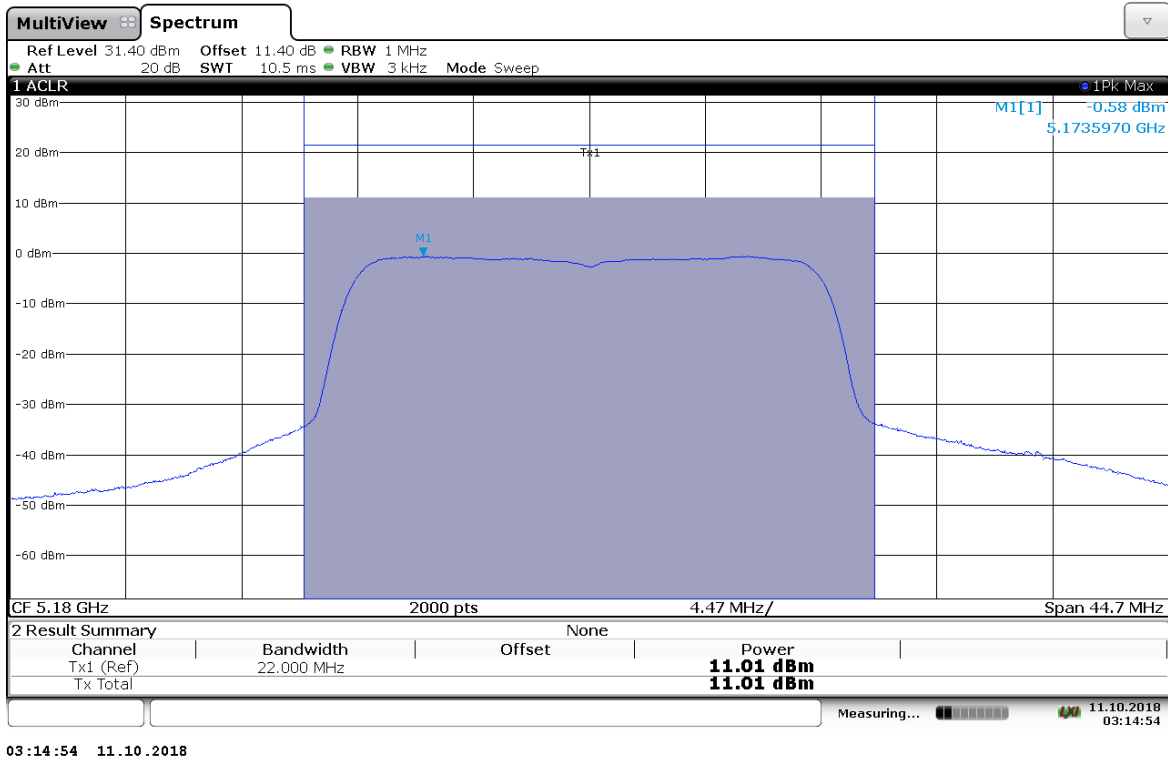 MultiView Spectrum
Ref Level 31.40 dBm Offset 11.40 dB RBW 1 MHz
Att 20 dB SWT 10.5 ms VBW 3 kHz Mode Sweep
1 ACLR 1Pk Max
30 dBm
M1[1] -0.58 dBm
5.1735970 GHz
20 dBm
Tx1
10 dBm
M1
0 dBm
-10 dBm
-20 dBm
-30 dBm
-40 dBm
-50 dBm
-60 dBm
CF 5.18 GHz 2000 pts 4.47 MHz/ Span 44.7 MHz
2 Result Summary None
Channel Bandwidth Offset Power
Tx1 (Ref) 22.000 MHz 11.01 dBm
Tx Total 11.01 dBm
Measuring... LXI 11.10.2018
03:14:54
03:14:54 11.10.2018